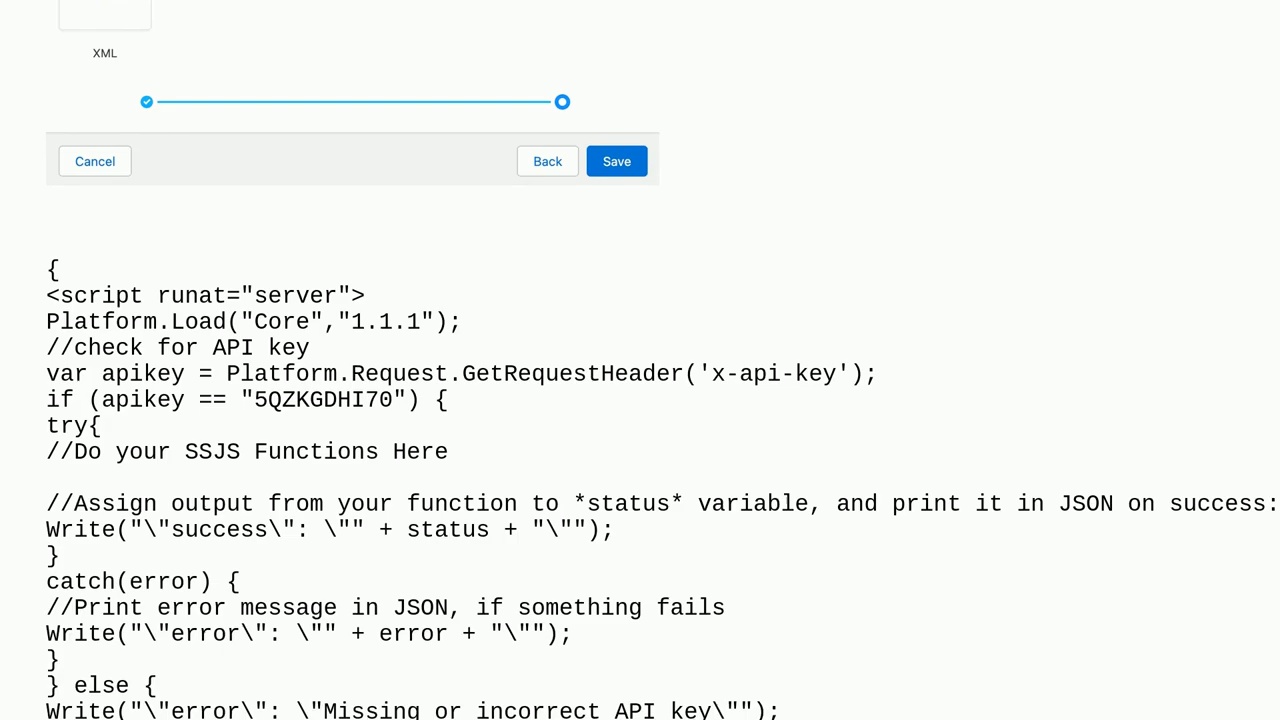 XML
Cancel
Back
Save
{
<script runat="server">
Platform.Load("Core","1.1.1");
//check for API key
var apikey = Platform.Request.GetRequestHeader('x-api-key');
if (apikey == "5QZKGDHI70") {
try{
//Do your SSJS Functions Here
//Assign output from your function to *status* variable, and print it in JSON on success:
Write("\"success\": \"" + status + "\"");
}
catch(error) {
//Print error message in JSON, if something fails
Write("\"error\": \"" + error + "\"");
}
} else {
Write("\"error\": \"Missing or incorrect API key\"");